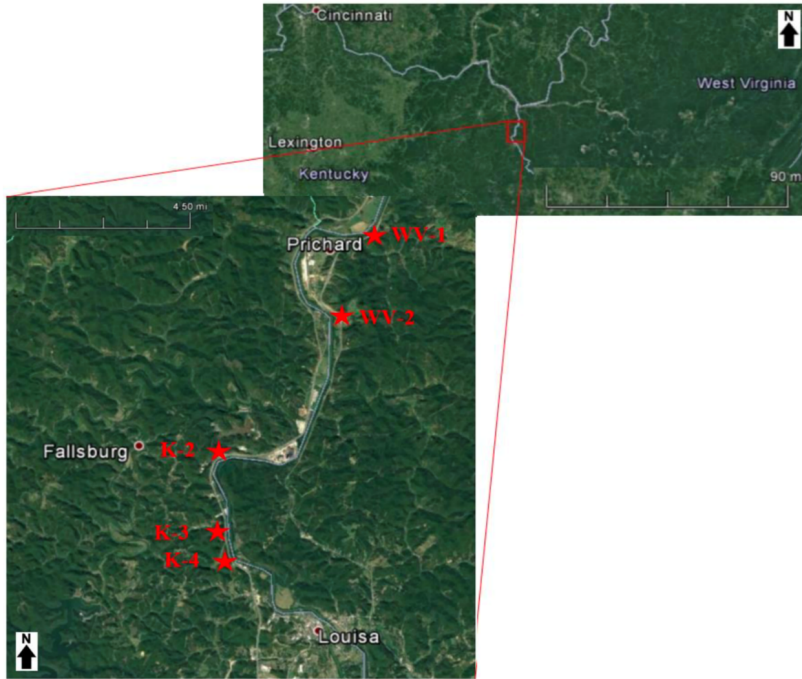 Cincinnati
N
West Virginia
Lexington
Kentucky
90 mi
4.50 mi
Prichard
WV-1
WV-2
Fallsburg
K-2
K-3
K-4
Louisa
N